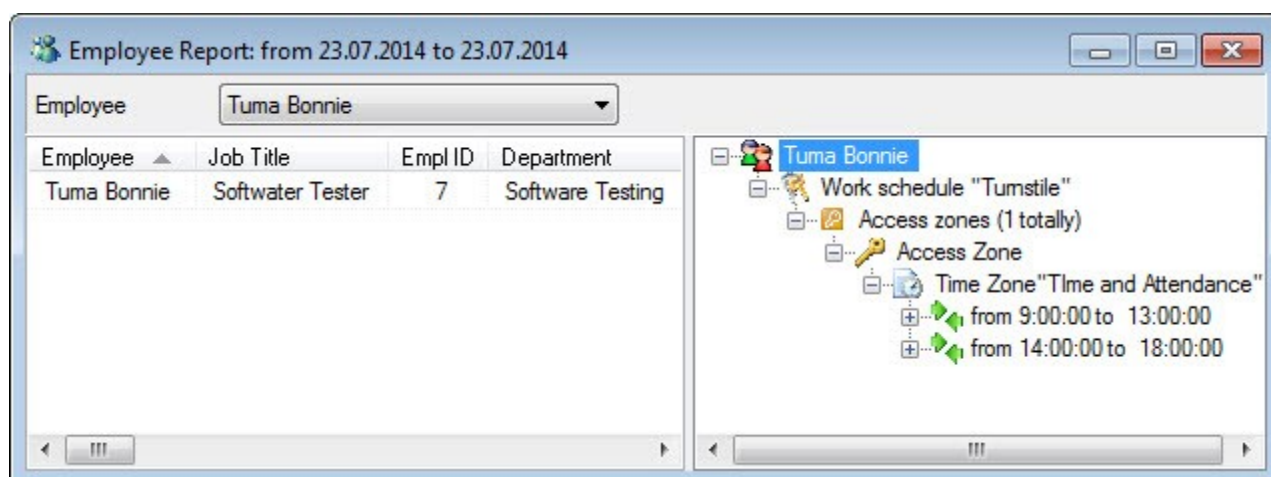 Employee Report: from 23.07.2014 to 23.07.2014
Employee Tuma Bonnie
Employee Job Title Empl ID Department
Tuma Bonnie Softwater Tester 7 Software Testing
Tuma Bonnie
Work schedule "Turnstile"
Access zones (1 totally)
Access Zone
Time Zone"TIme and Attendance"
from 9:00:00 to 13:00:00
from 14:00:00 to 18:00:00